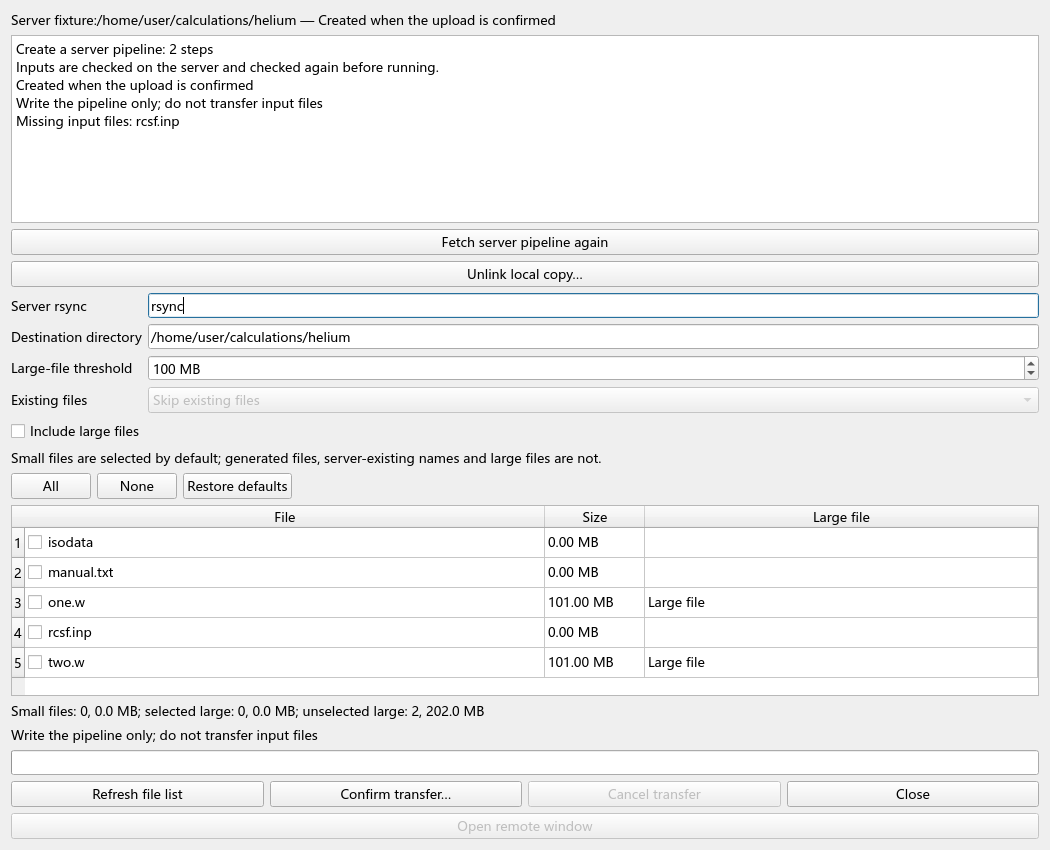 Server fixture:/home/user/calculations/helium — Created when the upload is confirmed
Create a server pipeline: 2 steps
Inputs are checked on the server and checked again before running.
Created when the upload is confirmed
Write the pipeline only; do not transfer input files
Missing input files: rcsf.inp
Fetch server pipeline again
Unlink local copy...
Server rsync rsync
Destination directory /home/user/calculations/helium
Large-file threshold 100 MB
Existing files Skip existing files
Include large files
Small files are selected by default; generated files, server-existing names and large files are not.
All None Restore defaults
File Size Large file
1 isodata 0.00 MB
2 manual.txt 0.00 MB
3 one.w 101.00 MB Large file
4 rcsf.inp 0.00 MB
5 two.w 101.00 MB Large file
Small files: 0, 0.0 MB; selected large: 0, 0.0 MB; unselected large: 2, 202.0 MB
Write the pipeline only; do not transfer input files
Refresh file list Confirm transfer... Cancel transfer Close
Open remote window